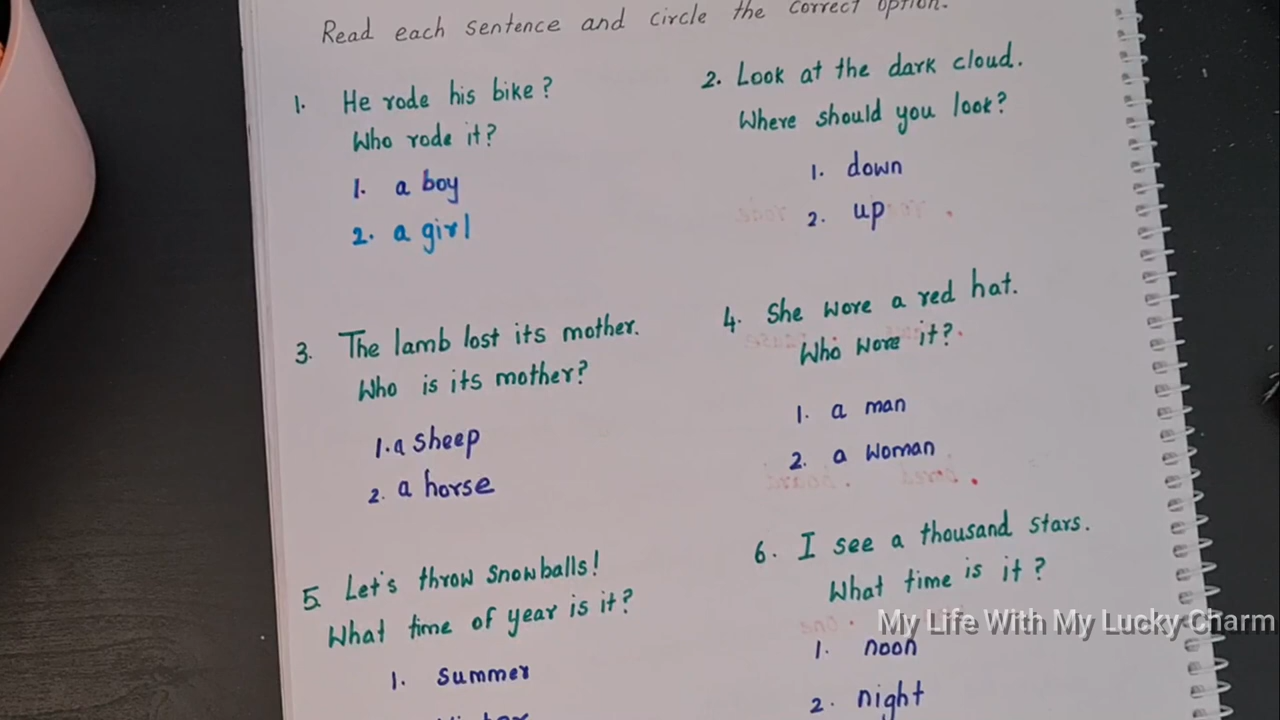 Read each sentence and circle the correct option.
1. He rode his bike?
Who rode it?
1. a boy
2. a girl
2. Look at the dark cloud.
Where should you look?
1. down
2. up
3. The lamb lost its mother.
Who is its mother?
1. a sheep
2. a horse
4. She wore a red hat.
Who wore it?
1. a man
2. a woman
5. Let's throw snowballs!
What time of year is it?
1. summer
6. I see a thousand stars.
What time is it?
1. noon
2. night
My Life With My Lucky Charm